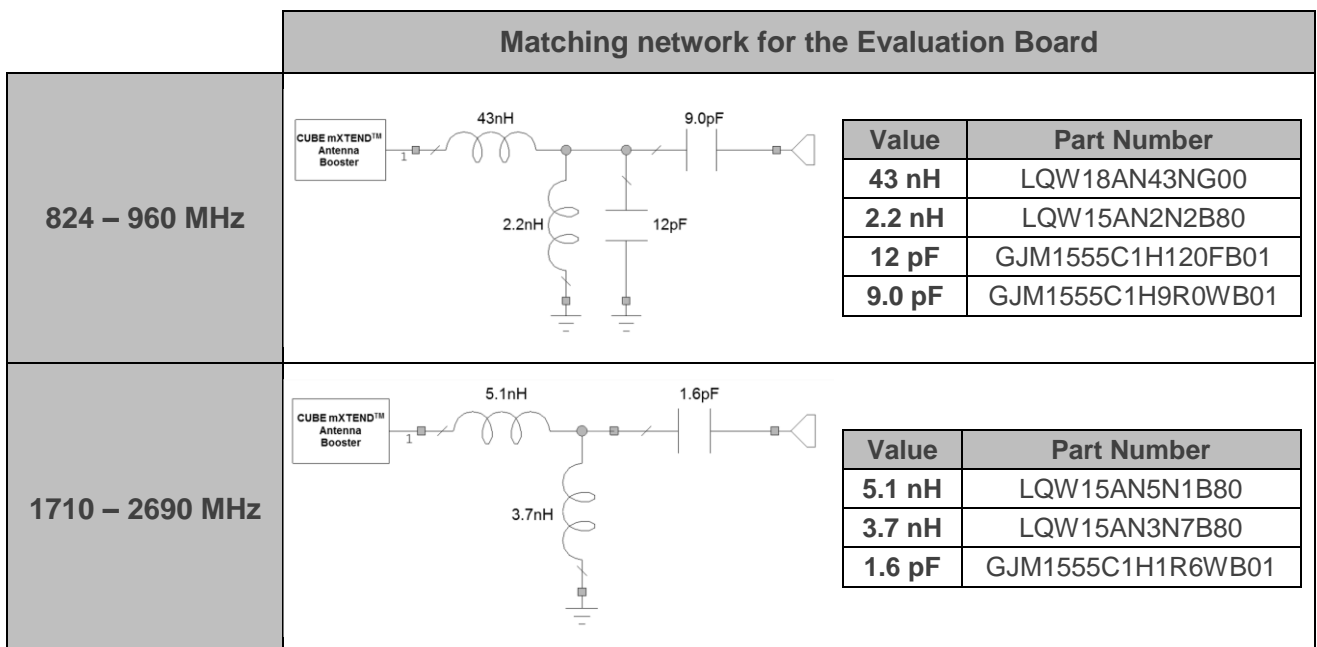 Matching network for the Evaluation Board
824 – 960 MHz
43nH
9.0pF
CUBE mXTEND™
Antenna
Booster
1
2.2nH
12pF
Value Part Number
43 nH LQW18AN43NG00
2.2 nH LQW15AN2N2B80
12 pF GJM1555C1H120FB01
9.0 pF GJM1555C1H9R0WB01
1710 – 2690 MHz
5.1nH
1.6pF
CUBE mXTEND™
Antenna
Booster
1
3.7nH
Value Part Number
5.1 nH LQW15AN5N1B80
3.7 nH LQW15AN3N7B80
1.6 pF GJM1555C1H1R6WB01